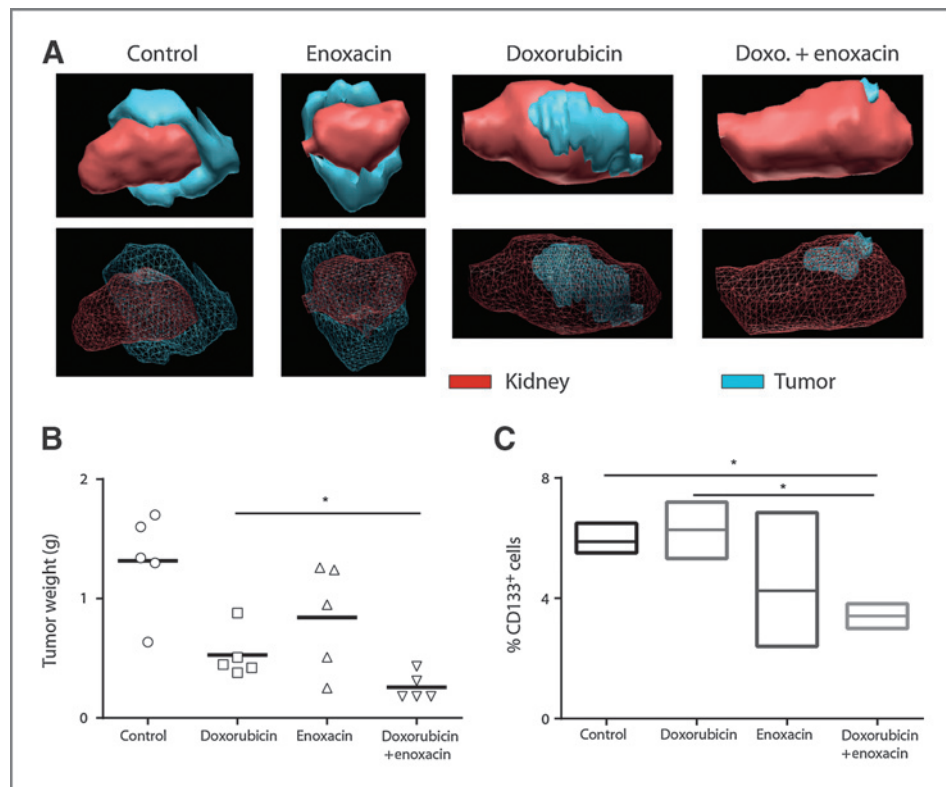 A
Control
Enoxacin
Doxorubicin
Doxo. + enoxacin
Kidney
Tumor
B
2
1
0
Tumor weight (g)
*
Control
Doxorubicin
Enoxacin
Doxorubicin
+enoxacin
C
8
4
0
% CD133⁺ cells
*
*
Control
Doxorubicin
Enoxacin
Doxorubicin
+enoxacin